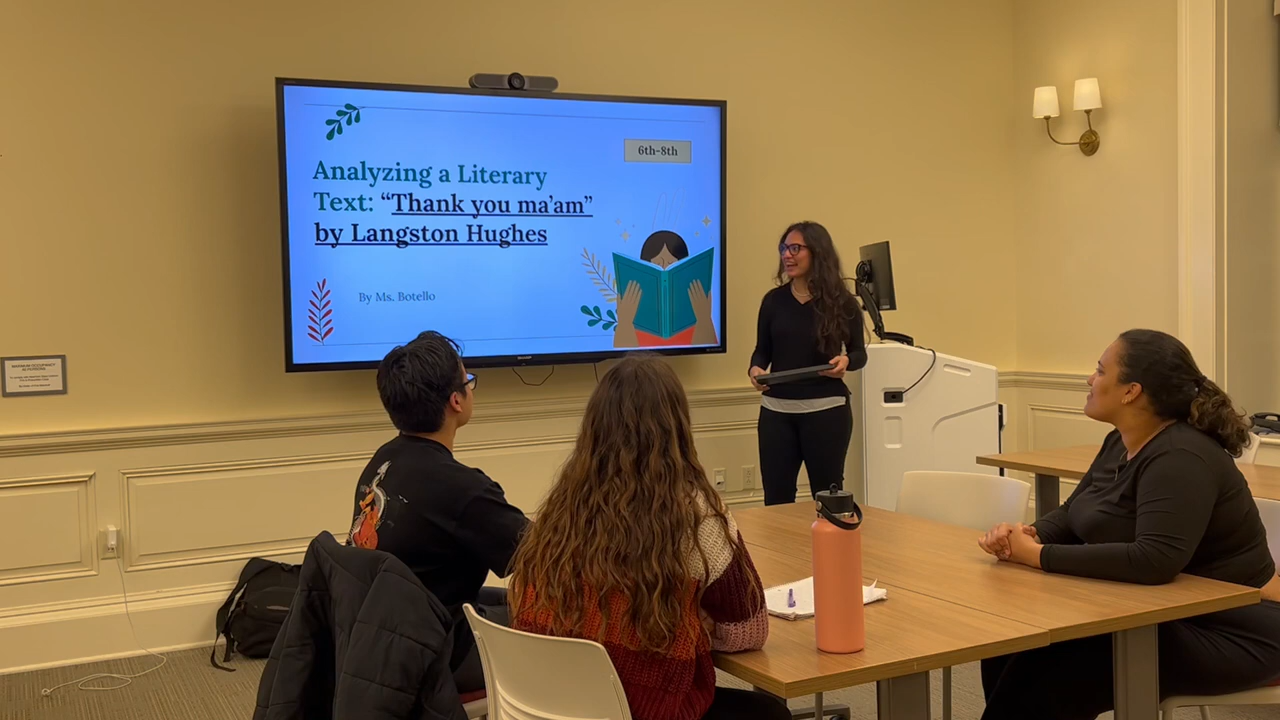 6th-8th
Analyzing a Literary
Text: “Thank you ma’am”
by Langston Hughes
By Ms. Botello